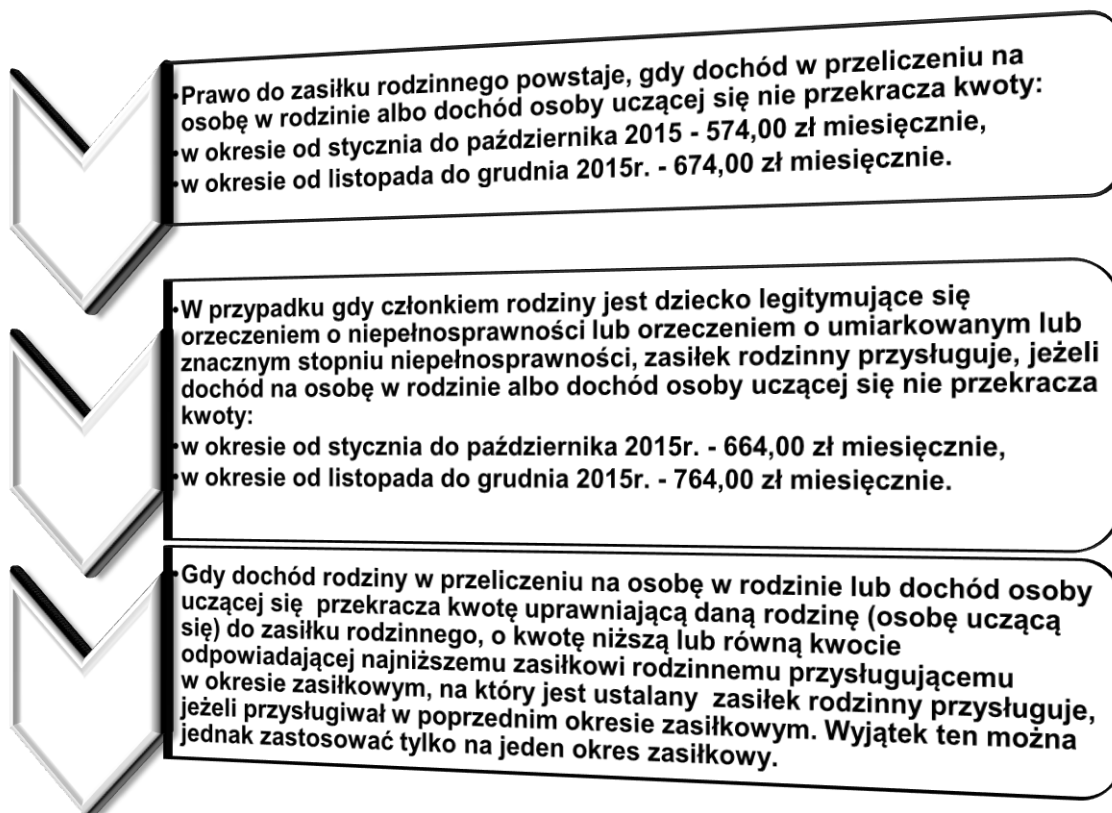 •Prawo do zasiłku rodzinnego powstaje, gdy dochód w przeliczeniu na
osobę w rodzinie albo dochód osoby uczącej się nie przekracza kwoty:
•w okresie od stycznia do października 2015 - 574,00 zł miesięcznie,
•w okresie od listopada do grudnia 2015r. - 674,00 zł miesięcznie.
•W przypadku gdy członkiem rodziny jest dziecko legitymujące się
orzeczeniem o niepełnosprawności lub orzeczeniem o umiarkowanym lub
znacznym stopniu niepełnosprawności, zasiłek rodzinny przysługuje, jeżeli
dochód na osobę w rodzinie albo dochód osoby uczącej się nie przekracza
kwoty:
•w okresie od stycznia do października 2015r. - 664,00 zł miesięcznie,
•w okresie od listopada do grudnia 2015r. - 764,00 zł miesięcznie.
•Gdy dochód rodziny w przeliczeniu na osobę w rodzinie lub dochód osoby
uczącej się przekracza kwotę uprawniającą daną rodzinę (osobę uczącą
się) do zasiłku rodzinnego, o kwotę niższą lub równą kwocie
odpowiadającej najniższemu zasiłkowi rodzinnemu przysługującemu
w okresie zasiłkowym, na który jest ustalany zasiłek rodzinny przysługuje,
jeżeli przysługiwał w poprzednim okresie zasiłkowym. Wyjątek ten można
jednak zastosować tylko na jeden okres zasiłkowy.